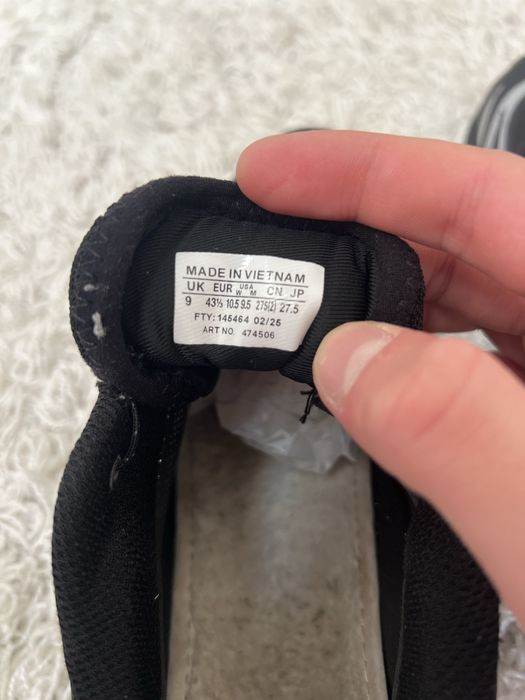 MADE IN VIETNAM
UK EUR USA W M CN JP
9 43⅓ 10.5 9.5 275(2) 27.5
FTY: 145464 02/25
ART NO. 474506